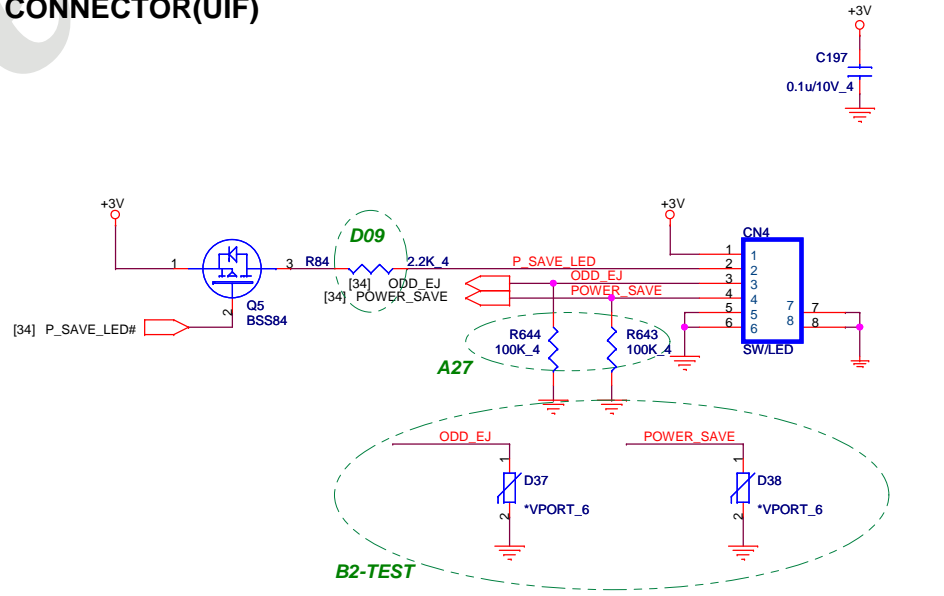 CONNECTOR(UIF)
+3V
C197
0.1u/10V_4
+3V
+3V
D09
CN4
1
3
R84
2.2K_4
P_SAVE_LED
[34] ODD_EJ
ODD_EJ
[34] POWER_SAVE
POWER_SAVE
1
2
3
4
5
6
1
2
3
4
5
6
7
8
7
8
SW/LED
2
Q5
BSS84
[34] P_SAVE_LED#
R644
100K_4
R643
100K_4
A27
ODD_EJ
POWER_SAVE
1
D37
*VPORT_6
2
1
D38
*VPORT_6
2
B2-TEST